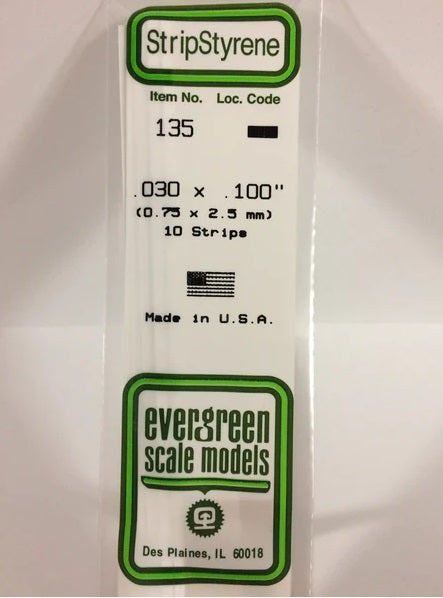 StripStyrene
Item No. Loc. Code
135
.030 x .100"
(0.75 x 2.5 mm)
10 Strips
Made in U.S.A.
evergreen
scale models
Des Plaines, IL 60018